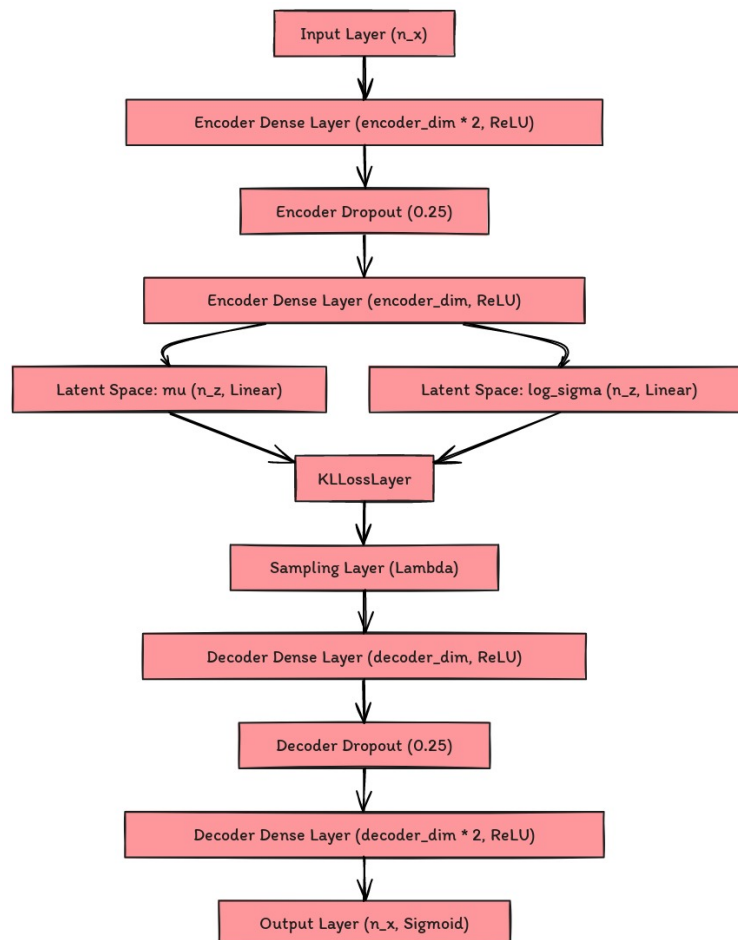 Input Layer (n_x)
Encoder Dense Layer (encoder_dim * 2, ReLU)
Encoder Dropout (0.25)
Encoder Dense Layer (encoder_dim, ReLU)
Latent Space: mu (n_z, Linear)
Latent Space: log_sigma (n_z, Linear)
KLLossLayer
Sampling Layer (Lambda)
Decoder Dense Layer (decoder_dim, ReLU)
Decoder Dropout (0.25)
Decoder Dense Layer (decoder_dim * 2, ReLU)
Output Layer (n_x, Sigmoid)